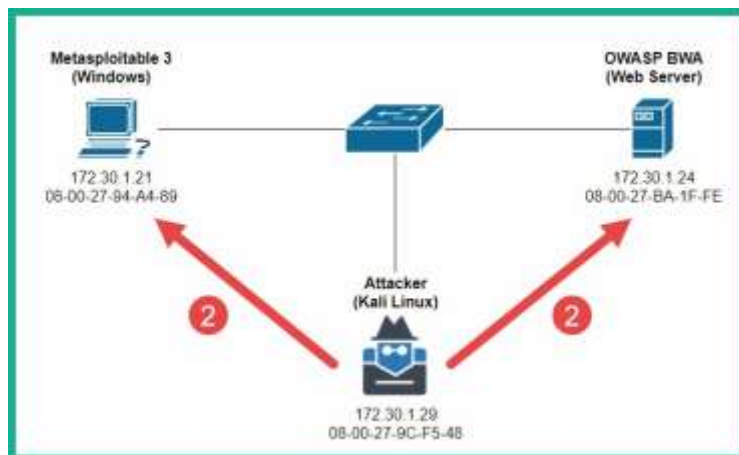 Metasploitable 3
(Windows)
OWASP BWA
(Web Server)
?
172.30.1.21
08-00-27-94-A4-89
172.30.1.24
08-00-27-BA-1F-FE
Attacker
(Kali Linux)
2
2
172.30.1.29
08-00-27-9C-F5-48